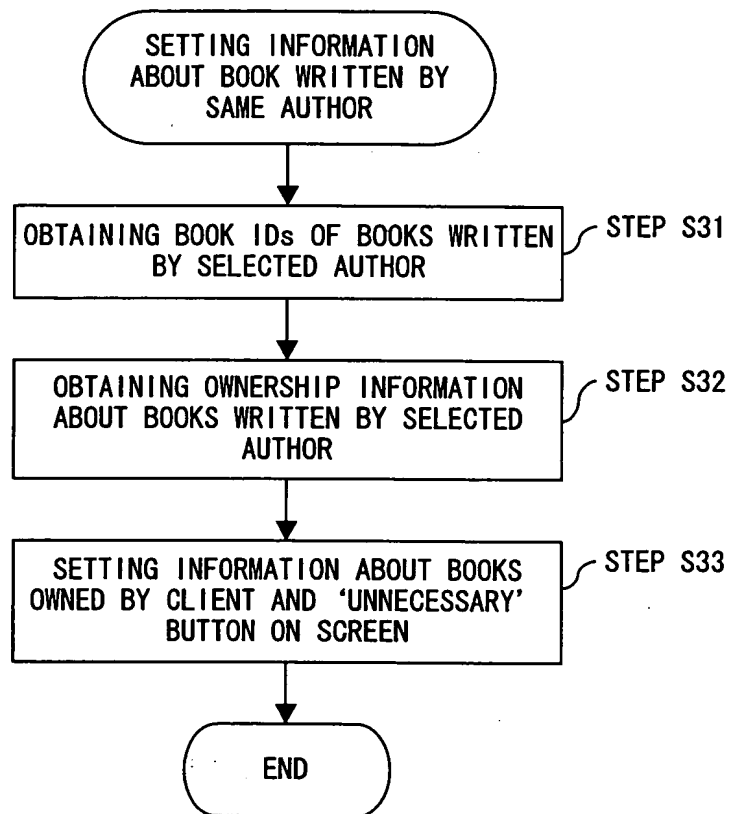 SETTING INFORMATION
ABOUT BOOK WRITTEN BY
SAME AUTHOR
OBTAINING BOOK IDs OF BOOKS WRITTEN
BY SELECTED AUTHOR
STEP S31
OBTAINING OWNERSHIP INFORMATION
ABOUT BOOKS WRITTEN BY SELECTED
AUTHOR
STEP S32
SETTING INFORMATION ABOUT BOOKS
OWNED BY CLIENT AND ‘UNNECESSARY’
BUTTON ON SCREEN
STEP S33
END